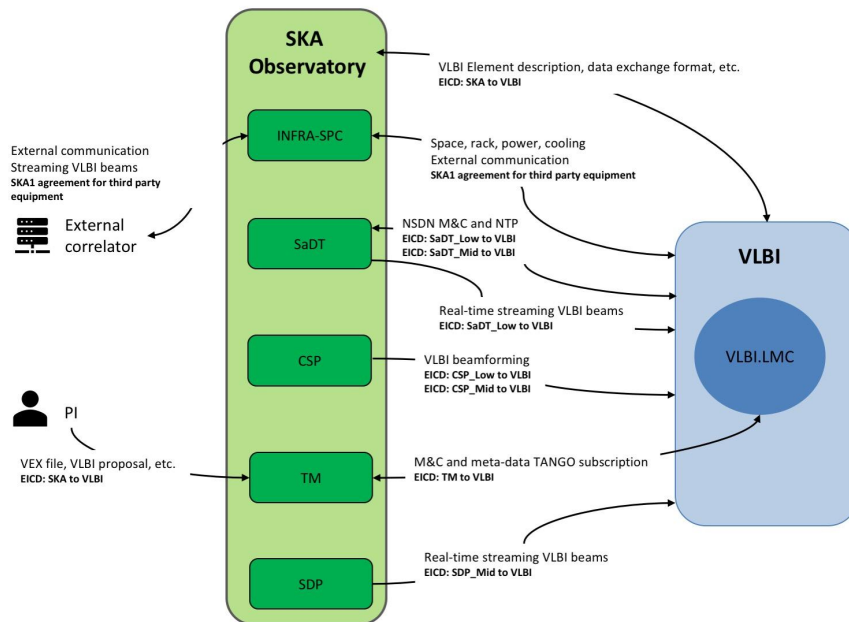 SKA
Observatory
VLBI Element description, data exchange format, etc.
EICD: SKA to VLBI
INFRA-SPC
External communication
Streaming VLBI beams
SKA1 agreement for third party
equipment
Space, rack, power, cooling
External communication
SKA1 agreement for third party equipment
External
correlator
SaDT
NSDN M&C and NTP
EICD: SaDT_Low to VLBI
EICD: SaDT_Mid to VLBI
VLBI
Real-time streaming VLBI beams
EICD: SaDT_Low to VLBI
CSP
VLBI beamforming
EICD: CSP_Low to VLBI
EICD: CSP_Mid to VLBI
VLBI.LMC
PI
VEX file, VLBI proposal, etc.
EICD: SKA to VLBI
TM
M&C and meta-data TANGO subscription
EICD: TM to VLBI
SDP
Real-time streaming VLBI beams
EICD: SDP_Mid to VLBI